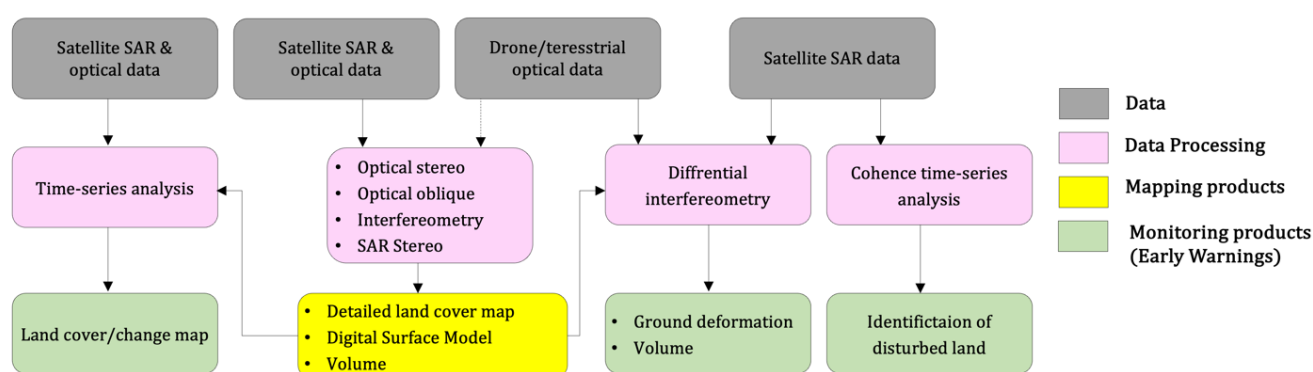 Satellite SAR &
optical data
Satellite SAR &
optical data
Drone/teresstrial
optical data
Satellite SAR data
Time-series analysis
• Optical stereo
• Optical oblique
• Interfereometry
• SAR Stereo
Diffrential
interfereometry
Cohence time-series
analysis
Land cover/change map
• Detailed land cover map
• Digital Surface Model
• Volume
• Ground deformation
• Volume
Identifictaion of
disturbed land
Data
Data Processing
Mapping products
Monitoring products
(Early Warnings)